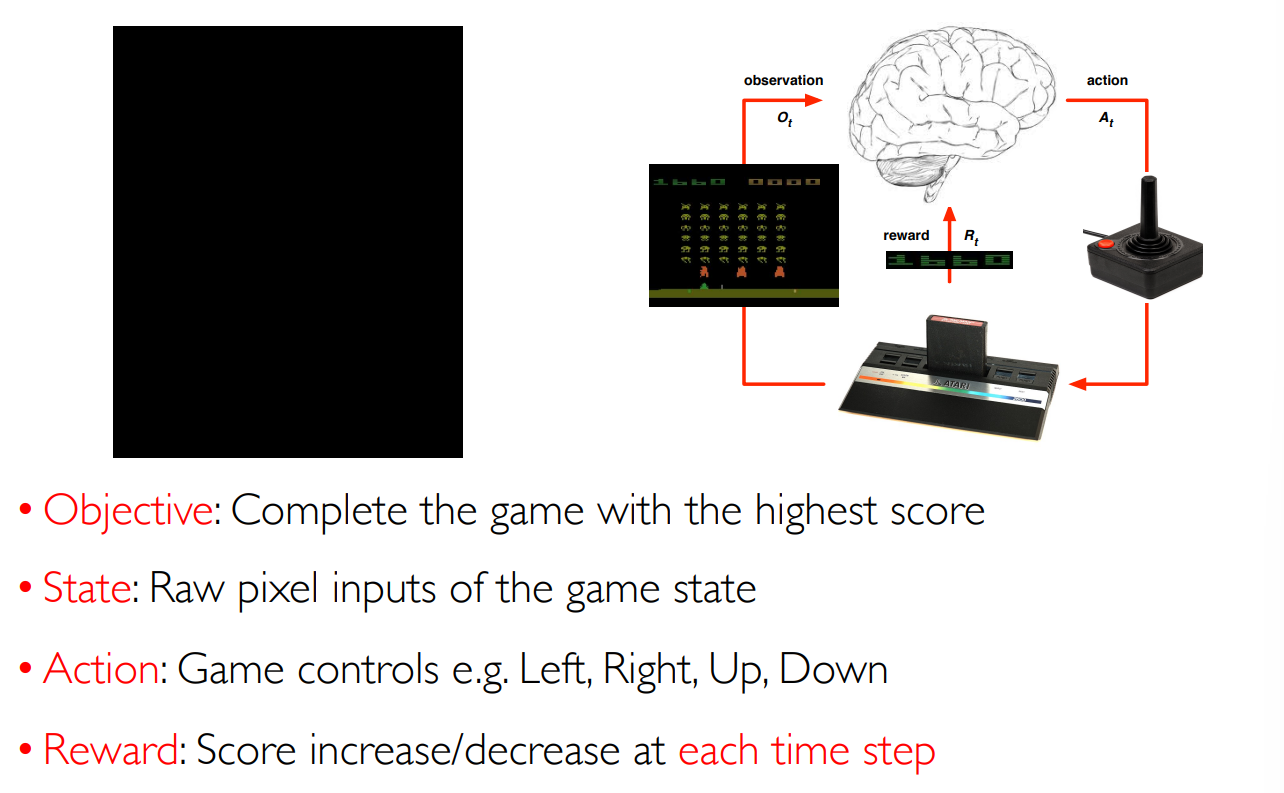 observation
action
O_t
A_t
1660 0000
reward R_t
1660
ATARI
2600
• Objective: Complete the game with the highest score
• State: Raw pixel inputs of the game state
• Action: Game controls e.g. Left, Right, Up, Down
• Reward: Score increase/decrease at each time step